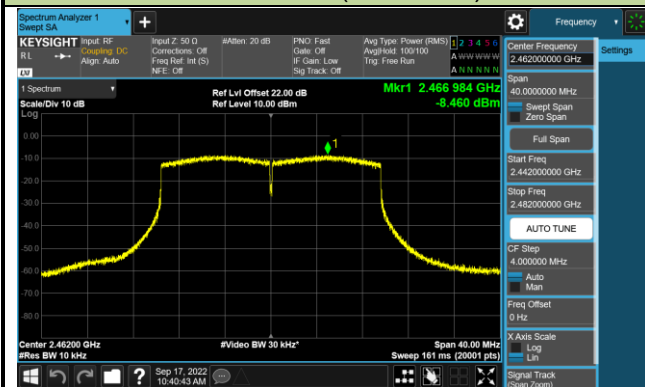 Spectrum Analyzer 1
Swept SA
Frequency
KEYSIGHT Input: RF
R L
Coupling: DC
Align: Auto
LXI
Input Z: 50 Ω
Corrections: Off
Freq Ref: Int (S)
NFE: Off
#Atten: 20 dB
PNO: Fast
Gate: Off
IF Gain: Low
Sig Track: Off
Avg Type: Power (RMS)
Avg|Hold: 100/100
Trig: Free Run
1 2 3 4 5 6
A W W W W W
A N N N N N
1 Spectrum
Scale/Div 10 dB
Log
Ref Lvl Offset 22.00 dB
Ref Level 10.00 dBm
Mkr1 2.466 984 GHz
-8.460 dBm
0.00
-10.0
-20.0
-30.0
-40.0
-50.0
-60.0
-70.0
-80.0
1
Center 2.46200 GHz
#Res BW 10 kHz
#Video BW 30 kHz*
Span 40.00 MHz
Sweep 161 ms (20001 pts)
Center Frequency
2.462000000 GHz
Settings
Span
40.0000000 MHz
Swept Span
Zero Span
Full Span
Start Freq
2.442000000 GHz
Stop Freq
2.482000000 GHz
AUTO TUNE
CF Step
4.000000 MHz
Auto
Man
Freq Offset
0 Hz
X Axis Scale
Log
Lin
Signal Track
(Span Zoom)
?
Sep 17, 2022
10:40:43 AM